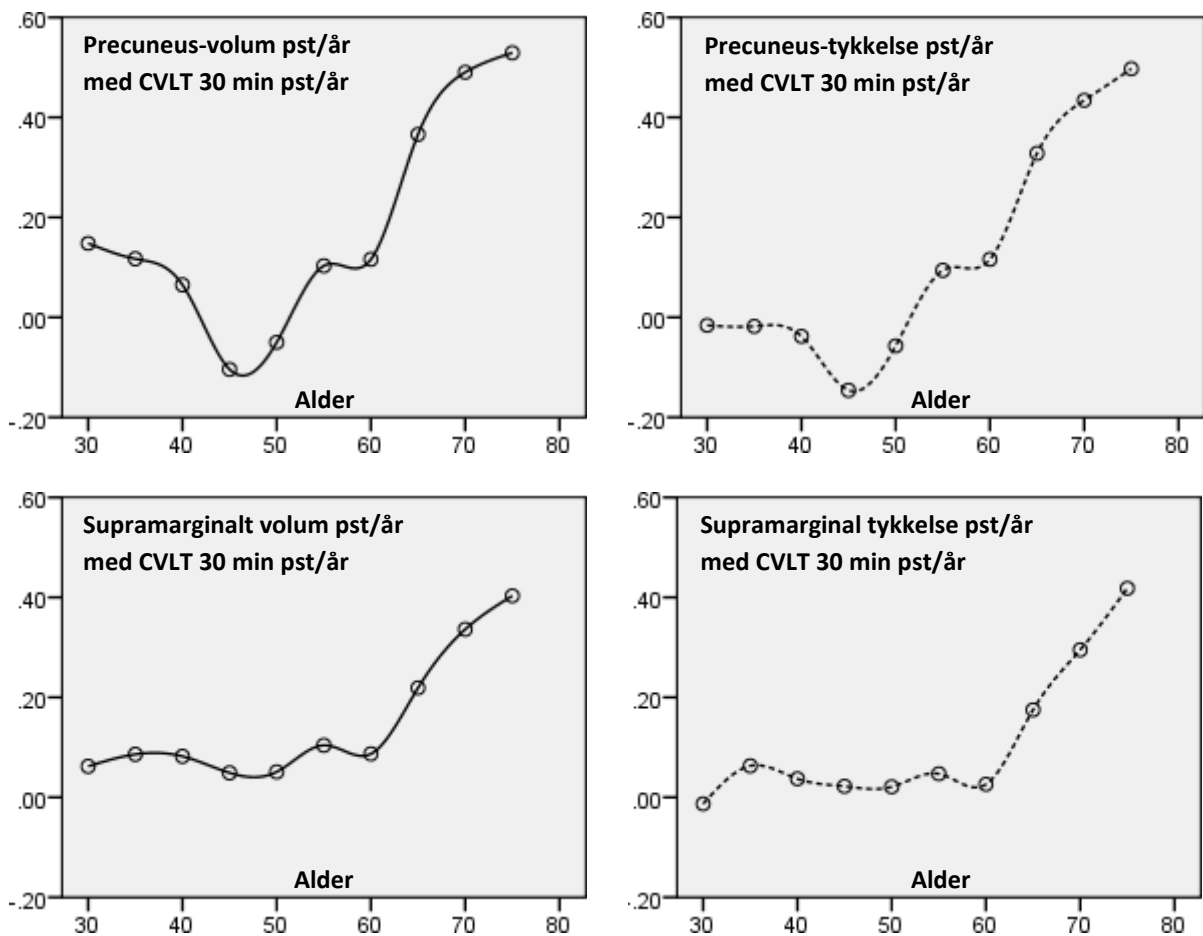 Precuneus-volum pst/år
med CVLT 30 min pst/år
.60
.40
.20
.00
-.20
Alder
30 40 50 60 70 80
Precuneus-tykkelse pst/år
med CVLT 30 min pst/år
.60
.40
.20
.00
-.20
Alder
30 40 50 60 70 80
Supramarginalt volum pst/år
med CVLT 30 min pst/år
.60
.40
.20
.00
-.20
Alder
30 40 50 60 70 80
Supramarginal tykkelse pst/år
med CVLT 30 min pst/år
.60
.40
.20
.00
-.20
Alder
30 40 50 60 70 80